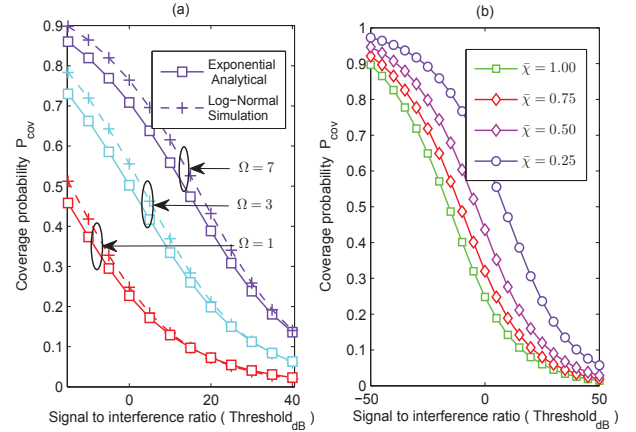 (a)
0.9
0.8
0.7
0.6
0.5
0.4
0.3
0.2
0.1
0
Coverage probability P_cov
Exponential
Analytical
Log−Normal
Simulation
Ω = 7
Ω = 3
Ω = 1
0
20
40
Signal to interference ratio ( Threshold_dB )
(b)
1
0.9
0.8
0.7
0.6
0.5
0.4
0.3
0.2
0.1
0
Coverage probability P_cov
χ̄ = 1.00
χ̄ = 0.75
χ̄ = 0.50
χ̄ = 0.25
−50
0
50
Signal to interference ratio ( Threshold_dB )